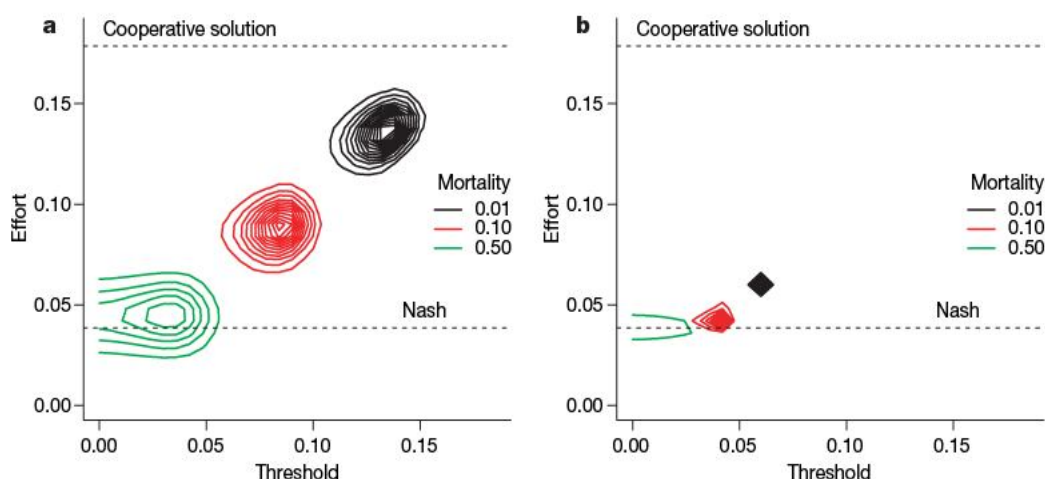 a
Cooperative solution
0.15
0.10
0.05
0.00
Effort
Mortality
0.01
0.10
0.50
Nash
0.00 0.05 0.10 0.15
Threshold
b
Cooperative solution
0.15
0.10
0.05
0.00
Effort
Mortality
0.01
0.10
0.50
Nash
0.00 0.05 0.10 0.15
Threshold